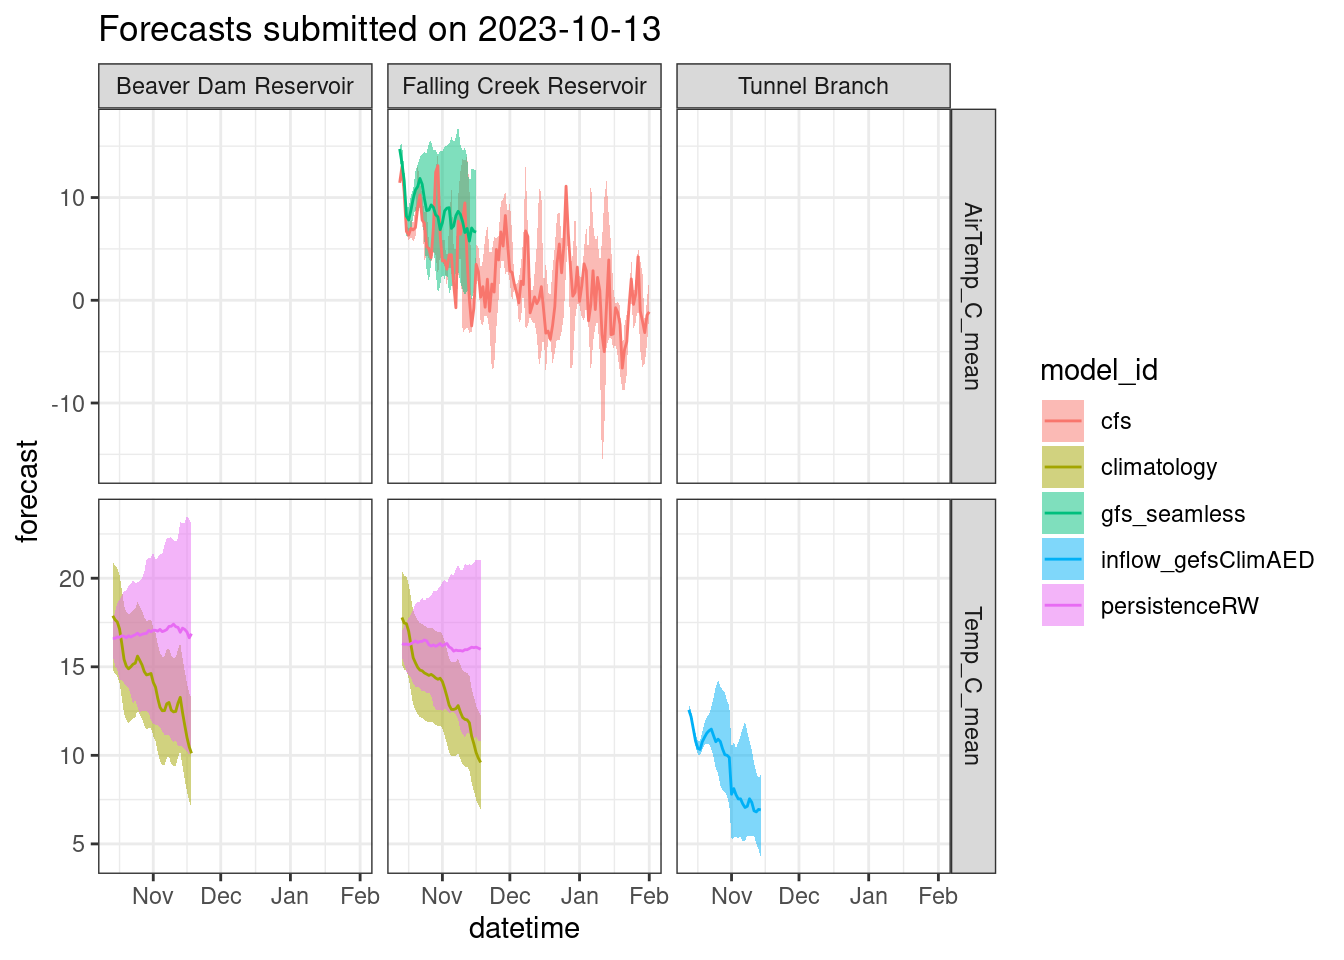 Forecasts submitted on 2023-10-13
Beaver Dam Reservoir
Falling Creek Reservoir
Tunnel Branch
AirTemp_C_mean
Temp_C_mean
10
0
-10
20
15
10
5
forecast
Nov Dec Jan Feb
Nov Dec Jan Feb
Nov Dec Jan Feb
datetime
model_id
cfs
climatology
gfs_seamless
inflow_gefsClimAED
persistenceRW